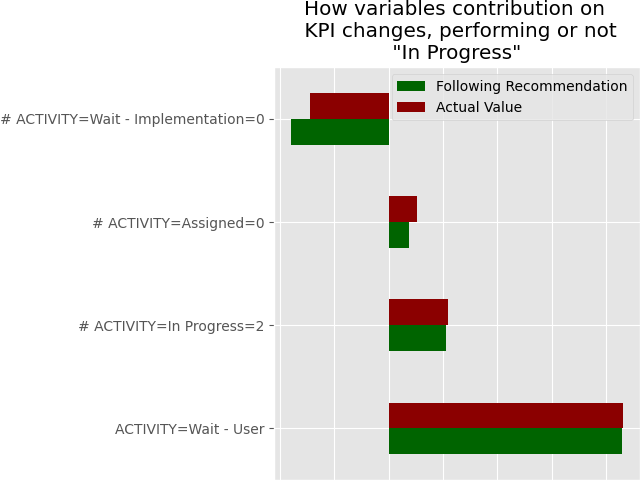 How variables contribution on
KPI changes, performing or not
"In Progress"
Following Recommendation
Actual Value
# ACTIVITY=Wait - Implementation=0
# ACTIVITY=Assigned=0
# ACTIVITY=In Progress=2
ACTIVITY=Wait - User